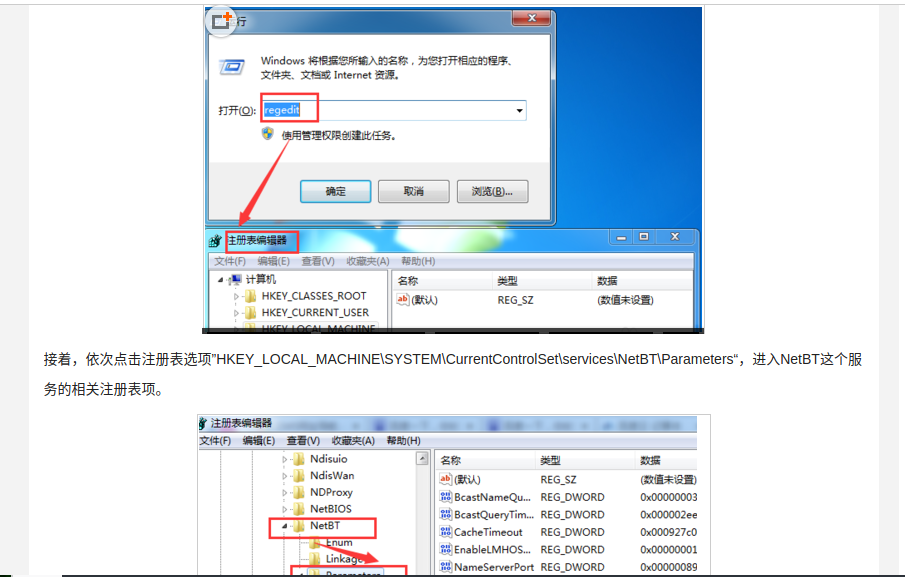 行
Windows 将根据您所输入的名称，为您打开相应的程序、
文件夹、文档或 Internet 资源。
打开(O):
regedit
使用管理权限创建此任务。
确定
取消
浏览(B)...
注册表编辑器
文件(F) 编辑(E) 查看(V) 收藏夹(A) 帮助(H)
计算机
HKEY_CLASSES_ROOT
HKEY_CURRENT_USER
HKEY_LOCAL_MACHINE
名称 类型 数据
ab (默认) REG_SZ (数值未设置)
接着，依次点击注册表选项”HKEY_LOCAL_MACHINE\SYSTEM\CurrentControlSet\services\NetBT\Parameters“，进入NetBT这个服
务的相关注册表项。
注册表编辑器
文件(F) 编辑(E) 查看(V) 收藏夹(A) 帮助(H)
Ndisuio
NdisWan
NDProxy
NetBIOS
NetBT
Enum
Linkage
Parameters
名称 类型 数据
ab (默认) REG_SZ (数值未设置)
BcastNameQu... REG_DWORD 0x00000003
BcastQueryTim... REG_DWORD 0x000002ee
CacheTimeout REG_DWORD 0x000927c0
EnableLMHOS... REG_DWORD 0x00000001
NameServerPort REG_DWORD 0x00000089